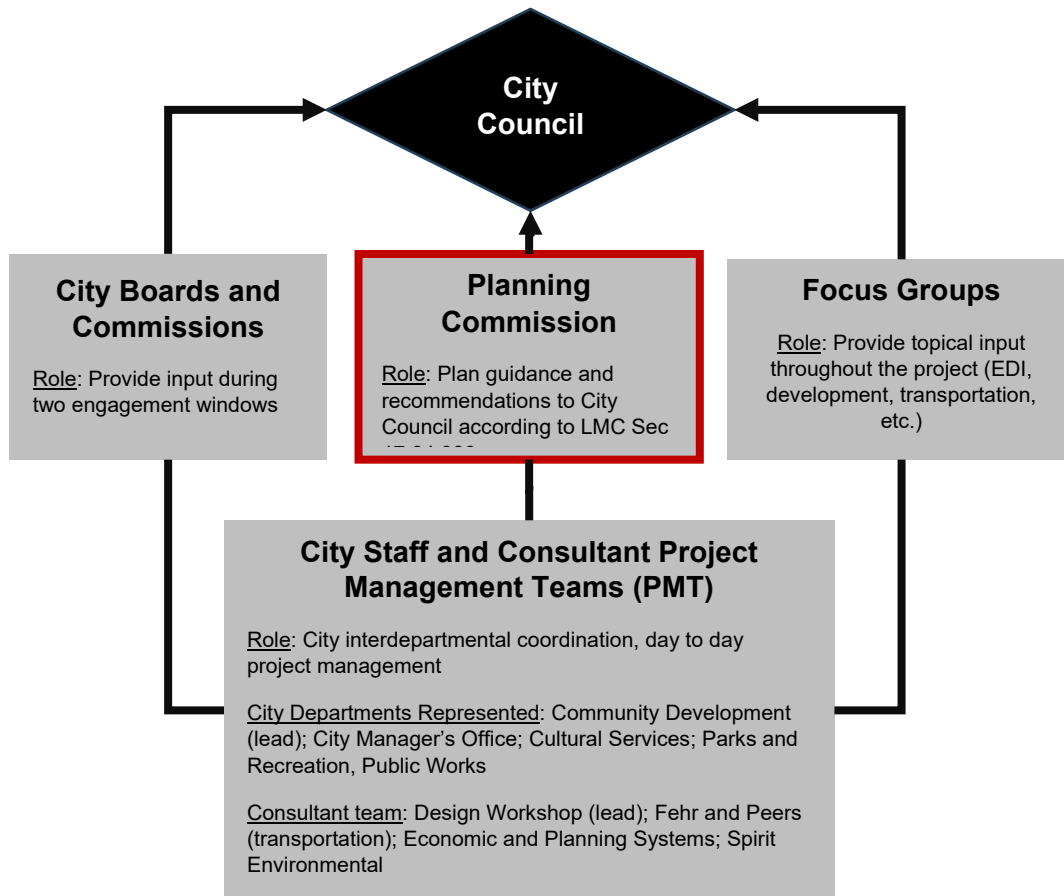 City
Council
City Boards and
Commissions
Role: Provide input during
two engagement windows
Planning
Commission
Role: Plan guidance and
recommendations to City
Council according to LMC Sec
Focus Groups
Role: Provide topical input
throughout the project (EDI,
development, transportation,
etc.)
City Staff and Consultant Project
Management Teams (PMT)
Role: City interdepartmental coordination, day to day
project management
City Departments Represented: Community Development
(lead); City Manager’s Office; Cultural Services; Parks and
Recreation, Public Works
Consultant team: Design Workshop (lead); Fehr and Peers
(transportation); Economic and Planning Systems; Spirit
Environmental